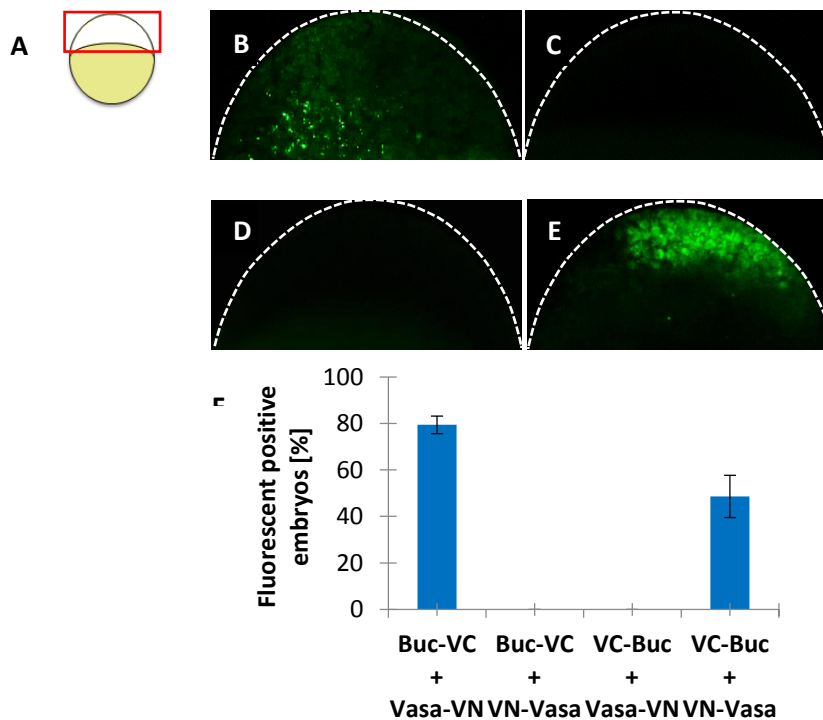 A
B
C
D
E
100
80
60
40
20
0
Fluorescent positive
embryos [%]
Buc-VC Buc-VC VC-Buc VC-Buc
+ + + +
Vasa-VN VN-Vasa Vasa-VN VN-Vasa